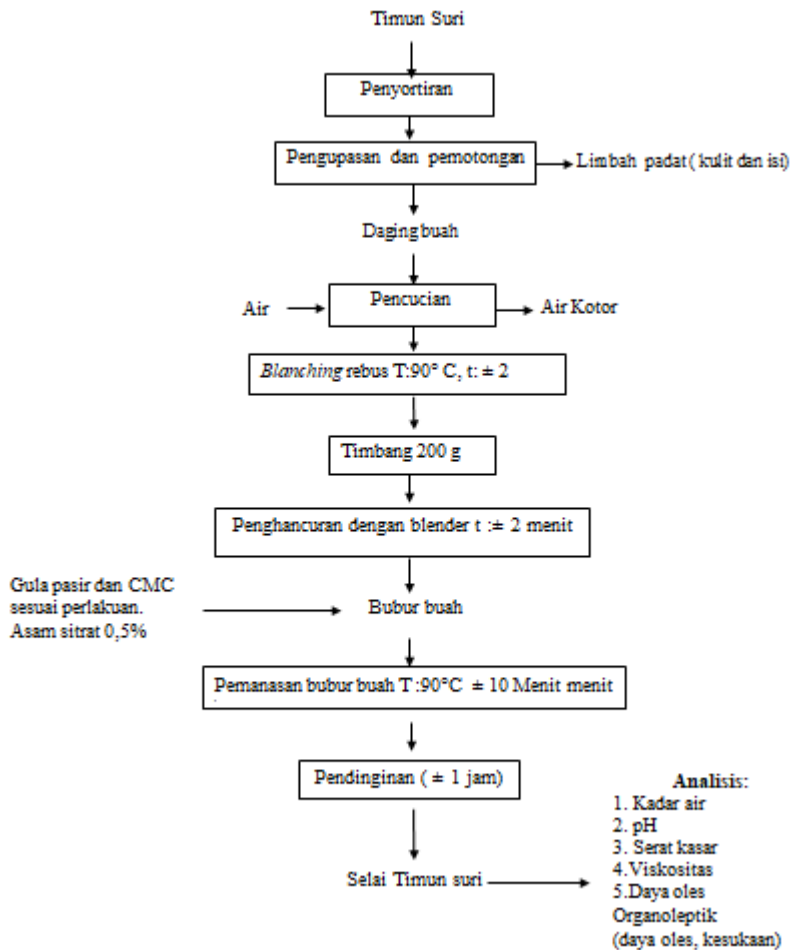 Timun Suri
Penyortiran
Pengupasan dan pemotongan
Limbah padat ( kulit dan isi)
Daging buah
Air
Pencucian
Air Kotor
Blanching rebus T:90° C, t: ± 2
Timbang 200 g
Penghancuran dengan blender t :± 2 menit
Gula pasir dan CMC
sesuai perlakuan.
Asam sitrat 0,5%
Bubur buah
Pemanasan bubur buah T :90°C ± 10 Menit menit
.
Pendinginan ( ± 1 jam)
Selai Timun suri
Analisis:
1. Kadar air
2. pH
3. Serat kasar
4.Viskositas
5.Daya oles
Organoleptik
(daya oles, kesukaan)